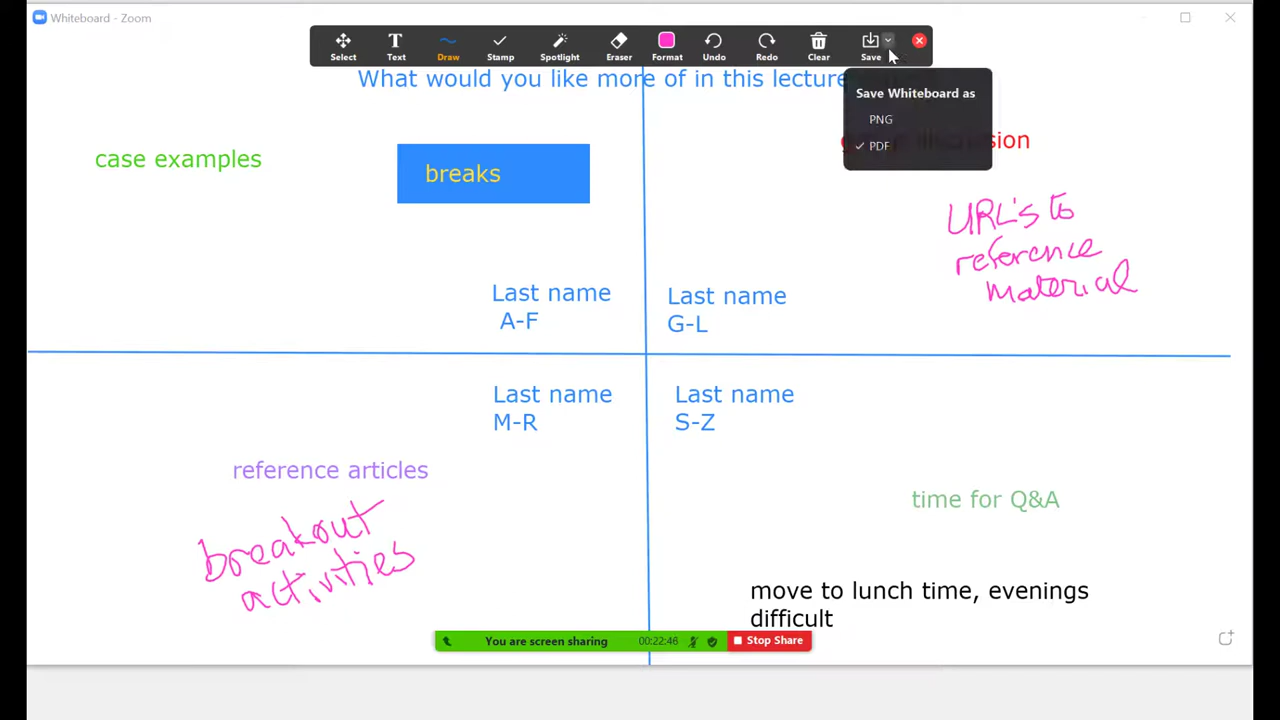 Whiteboard - Zoom
Select Text Draw Stamp Spotlight Eraser Format Undo Redo Clear Save
What would you like more of in this lecture
Save Whiteboard as
PNG
PDF
case examples
breaks
URL's to
reference
material
Last name
A-F
Last name
G-L
Last name
M-R
Last name
S-Z
reference articles
breakout
activities
time for Q&A
move to lunch time, evenings
difficult
You are screen sharing 00:22:46 Stop Share